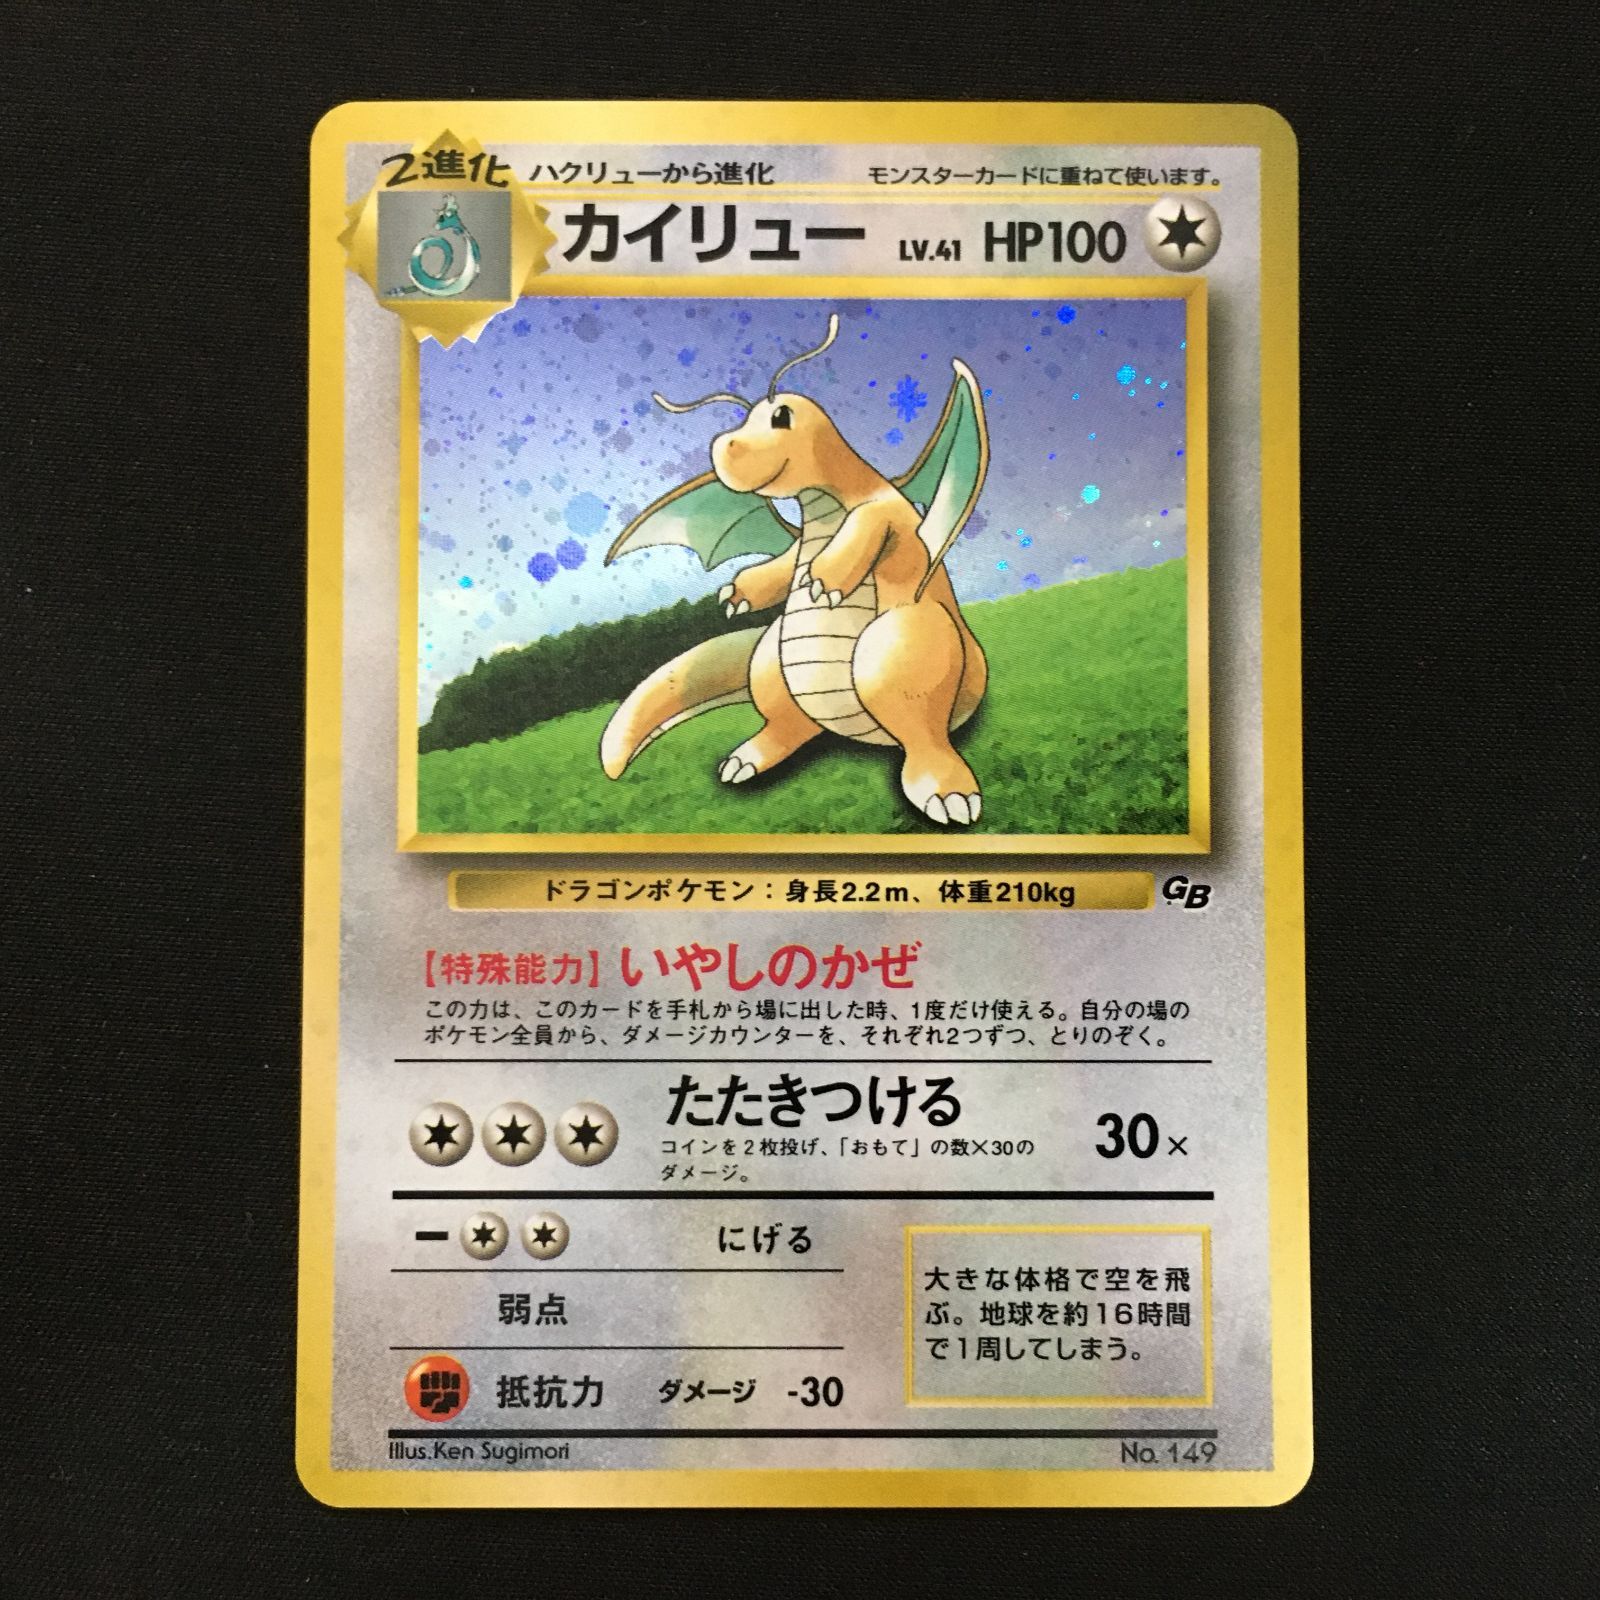 2進化 ハクリューから進化 モンスターカードに重ねて使います。
カイリュー LV.41 HP100
ドラゴンポケモン：身長2.2m、体重210kg GB
【特殊能力】いやしのかぜ
この力は、このカードを手札から場に出した時、1度だけ使える。自分の場の
ポケモン全員から、ダメージカウンターを、それぞれ2つずつ、とりのぞく。
たたきつける 30×
コインを2枚投げ、「おもて」の数×30の
ダメージ。
ー にげる
弱点
抵抗力 ダメージ -30
大きな体格で空を飛
ぶ。地球を約16時間
で1周してしまう。
Illus.Ken Sugimori No. 149